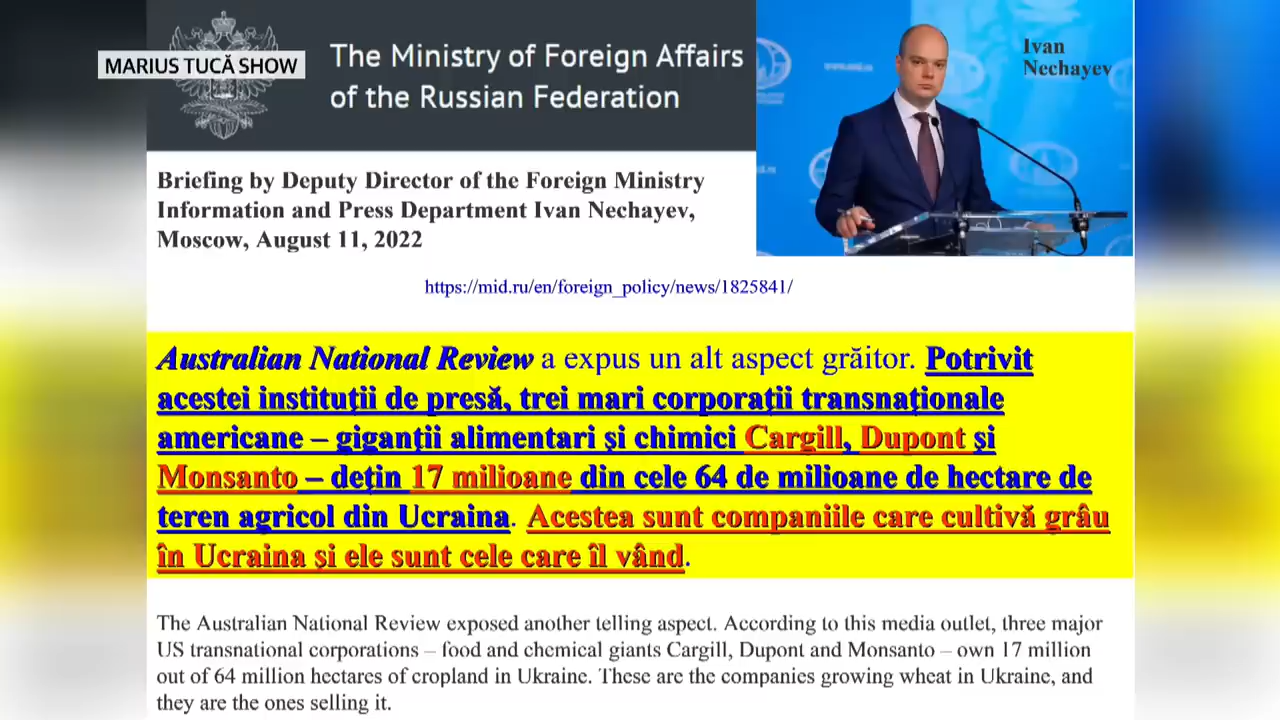 MARIUS TUCĂ SHOW
The Ministry of Foreign Affairs
of the Russian Federation
Ivan
Nechayev
Briefing by Deputy Director of the Foreign Ministry
Information and Press Department Ivan Nechayev,
Moscow, August 11, 2022
https://mid.ru/en/foreign_policy/news/1825841/
Australian National Review a expus un alt aspect grăitor. Potrivit
acestei instituții de presă, trei mari corporații transnaționale
americane – giganții alimentari și chimici Cargill, Dupont și
Monsanto – dețin 17 milioane din cele 64 de milioane de hectare de
teren agricol din Ucraina. Acestea sunt companiile care cultivă grâu
în Ucraina și ele sunt cele care îl vând.
The Australian National Review exposed another telling aspect. According to this media outlet, three major
US transnational corporations – food and chemical giants Cargill, Dupont and Monsanto – own 17 million
out of 64 million hectares of cropland in Ukraine. These are the companies growing wheat in Ukraine, and
they are the ones selling it.